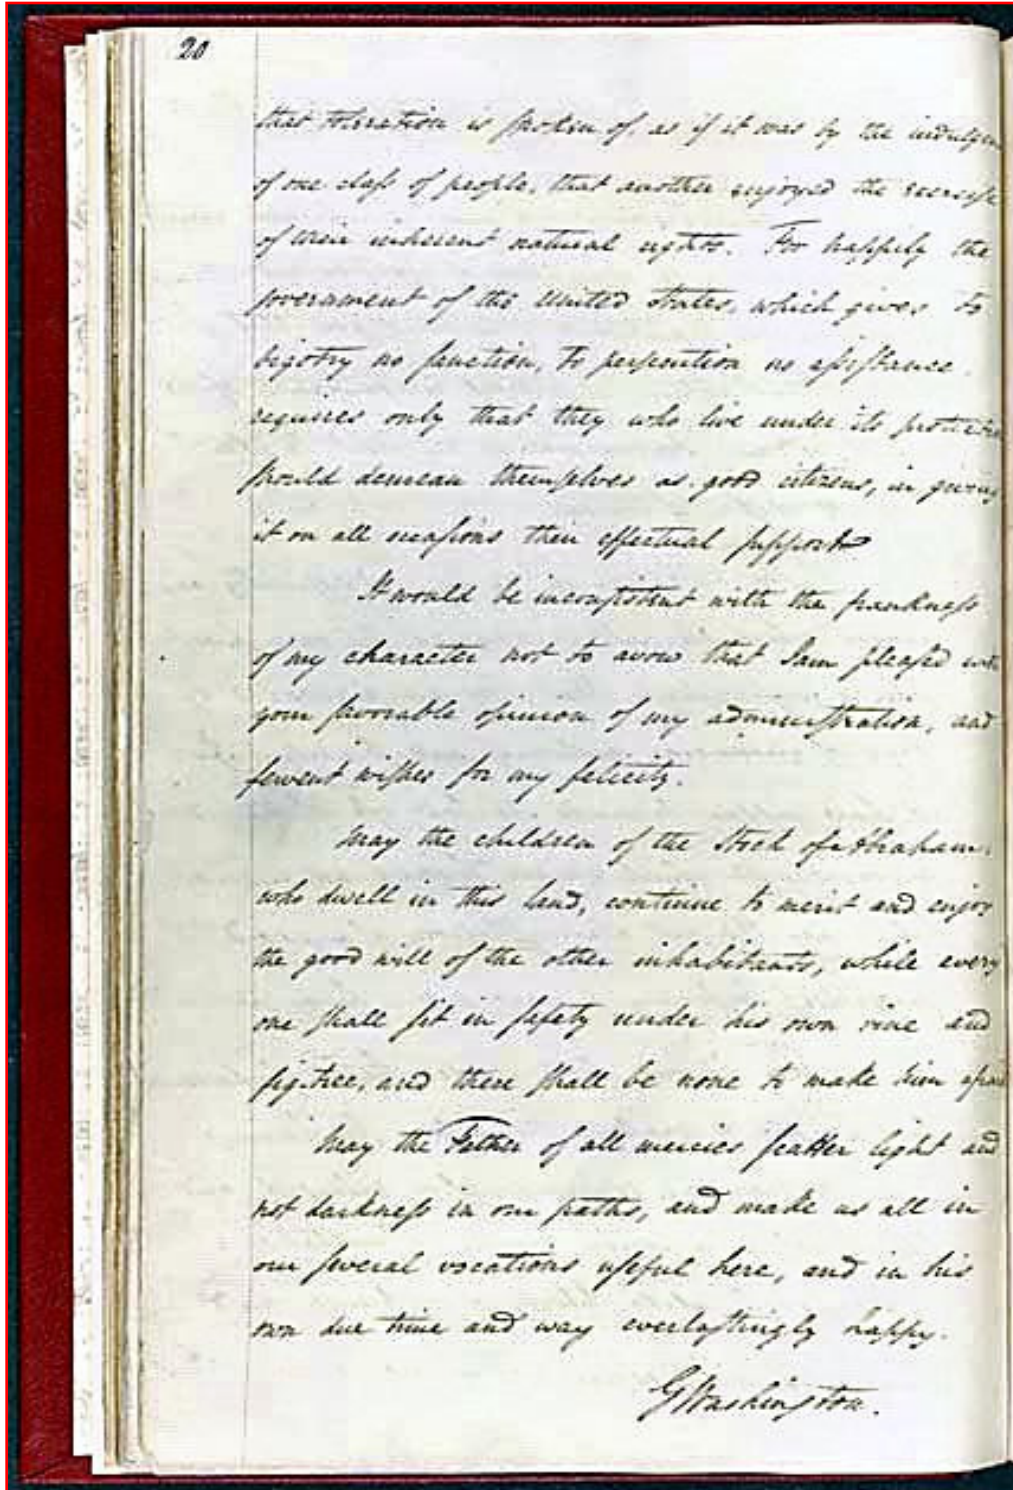 20
that toleration is spoken of, as if it was by the indulgen
of one class of people, that another enjoyed the exercise
of their inherent natural rights. For happily the
government of the United States, which gives to
bigotry no sanction, to persecution no assistance
requires only that they who live under its protectio
should demean themselves as good citizens, in giving
it on all occasions their effectual support.
It would be inconsistent with the frankness
of my character not to avow that I am pleased with
your favorable opinion of my administration, and
fervent wishes for my felicity.
May the children of the Stock of Abraham,
who dwell in this land, continue to merit and enjoy
the good will of the other inhabitants, while every
one shall sit in safety under his own vine and
figtree, and there shall be none to make him afraid
May the Father of all mercies scatter light and
not darkness in our paths, and make us all in
our several vocations useful here, and in his
own due time and way everlastingly happy.
GWashington.